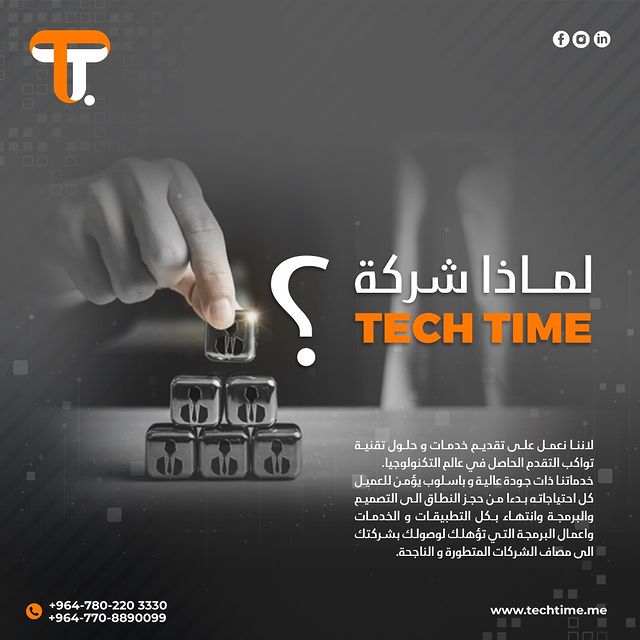 TT.
لماذا شركة
TECH TIME
؟
لاننا نعمل على تقديم خدمات و حلول تقنية
تواكب التقدم الحاصل في عالم التكنولوجيا.
خدماتنا ذات جودة عالية و باسلوب يؤمن للعميل
كل احتياجاته بدءا من حجز النطاق الى التصميم
والبرمجة وانتهاء بكل التطبيقات و الخدمات
واعمال البرمجة التي تؤهلك لوصولك بشركتك
الى مصاف الشركات المتطورة و الناجحة.
+964-780-220 3330
+964-770-8890099
www.techtime.me